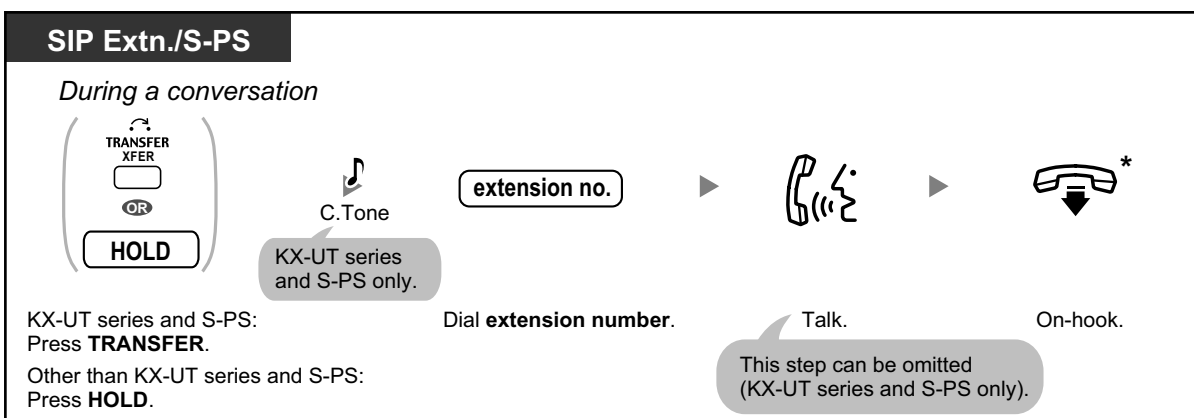 SIP Extn./S-PS
During a conversation
TRANSFER
XFER
OR
HOLD
C.Tone
KX-UT series
and S-PS only.
extension no.
*
KX-UT series and S-PS:
Press TRANSFER.
Other than KX-UT series and S-PS:
Press HOLD.
Dial extension number.
Talk.
This step can be omitted
(KX-UT series and S-PS only).
On-hook.